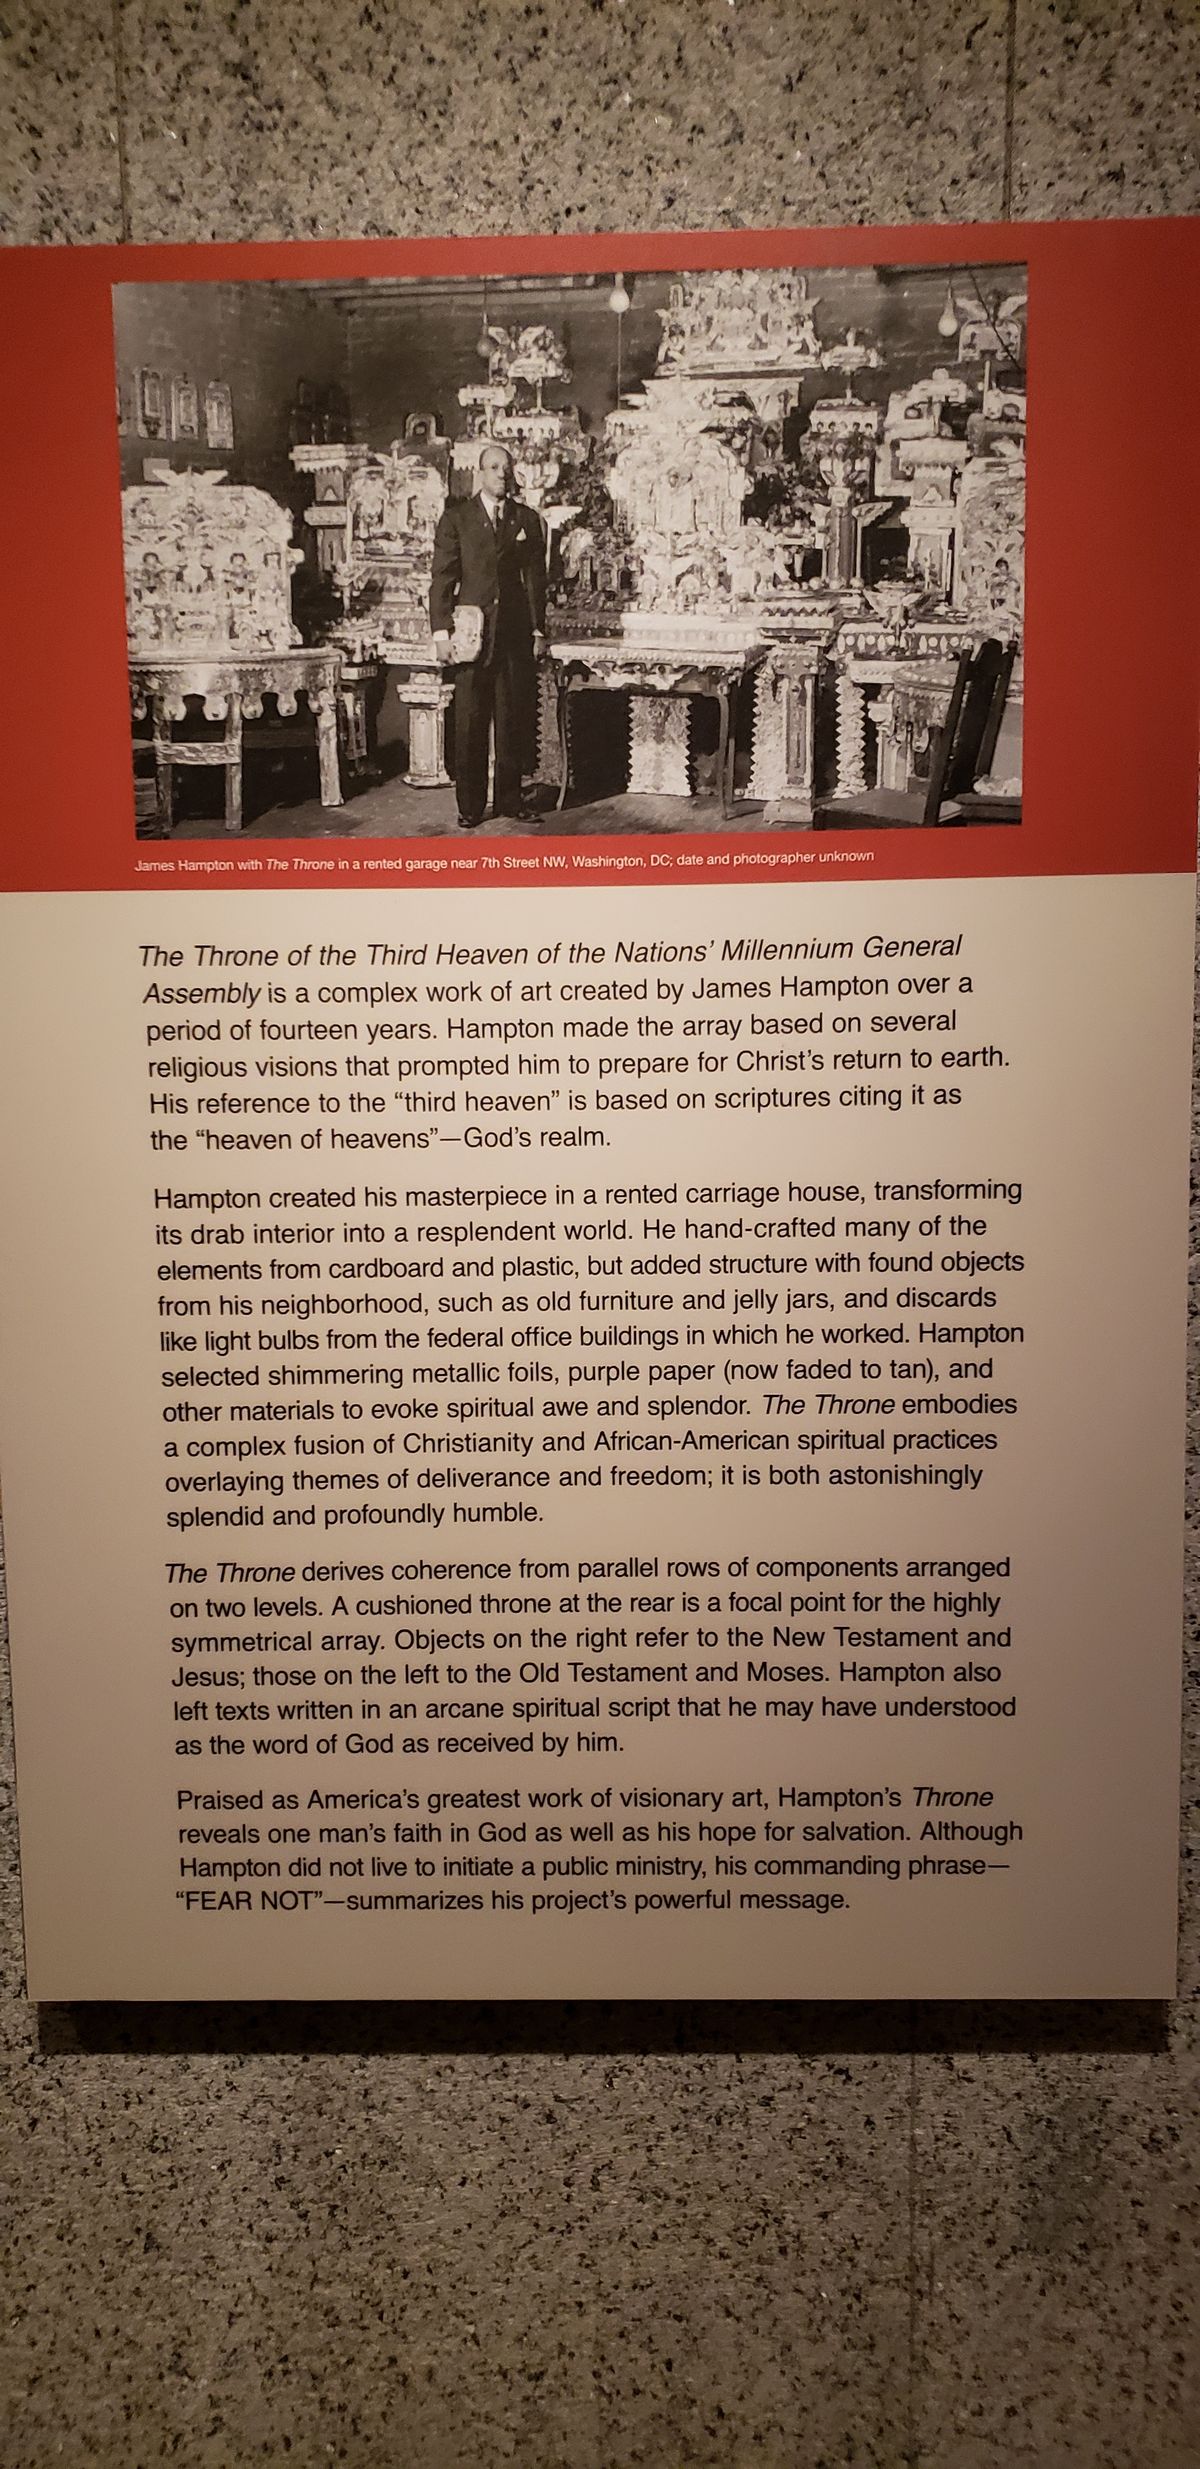 James Hampton with The Throne in a rented garage near 7th Street NW, Washington, DC; date and photographer unknown
The Throne of the Third Heaven of the Nations’ Millennium General
Assembly is a complex work of art created by James Hampton over a
period of fourteen years. Hampton made the array based on several
religious visions that prompted him to prepare for Christ’s return to earth.
His reference to the “third heaven” is based on scriptures citing it as
the “heaven of heavens”—God’s realm.
Hampton created his masterpiece in a rented carriage house, transforming
its drab interior into a resplendent world. He hand-crafted many of the
elements from cardboard and plastic, but added structure with found objects
from his neighborhood, such as old furniture and jelly jars, and discards
like light bulbs from the federal office buildings in which he worked. Hampton
selected shimmering metallic foils, purple paper (now faded to tan), and
other materials to evoke spiritual awe and splendor. The Throne embodies
a complex fusion of Christianity and African-American spiritual practices
overlaying themes of deliverance and freedom; it is both astonishingly
splendid and profoundly humble.
The Throne derives coherence from parallel rows of components arranged
on two levels. A cushioned throne at the rear is a focal point for the highly
symmetrical array. Objects on the right refer to the New Testament and
Jesus; those on the left to the Old Testament and Moses. Hampton also
left texts written in an arcane spiritual script that he may have understood
as the word of God as received by him.
Praised as America’s greatest work of visionary art, Hampton’s Throne
reveals one man’s faith in God as well as his hope for salvation. Although
Hampton did not live to initiate a public ministry, his commanding phrase—
“FEAR NOT”—summarizes his project’s powerful message.